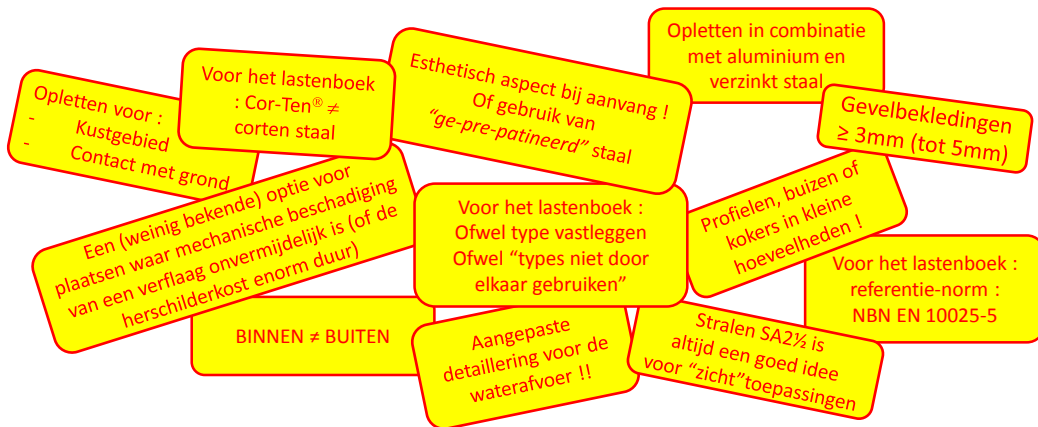 Opletten voor :
- Kustgebied
- Contact met grond
Voor het lastenboek
: Cor-Ten® ≠
corten staal
Esthetisch aspect bij aanvang !
Of gebruik van
“ge-pre-patineerd” staal
Opletten in combinatie
met aluminium en
verzinkt staal
Gevelbekledingen
≥ 3mm (tot 5mm)
Een (weinig bekende) optie voor
plaatsen waar mechanische beschadiging
van een verflaag onvermijdelijk is (of de
herschilderkost enorm duur)
Voor het lastenboek :
Ofwel type vastleggen
Ofwel “types niet door
elkaar gebruiken”
Profielen, buizen of
kokers in kleine
hoeveelheden !
Voor het lastenboek :
referentie-norm :
NBN EN 10025-5
BINNEN ≠ BUITEN
Aangepaste
detaillering voor de
waterafvoer !!
Stralen SA2½ is
altijd een goed idee
voor “zicht”toepassingen